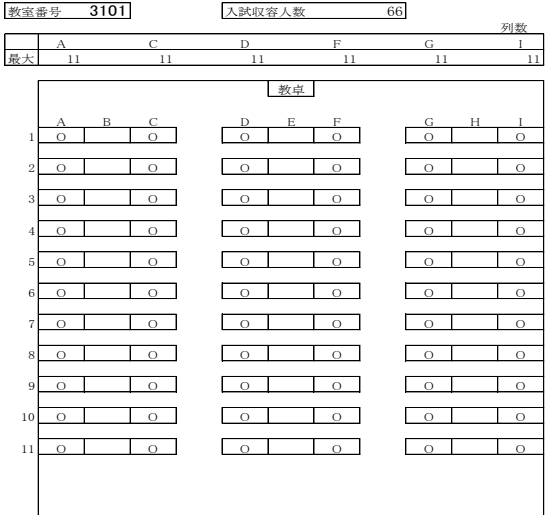 教室番号 3101 入試収容人数 66
列数
A C D F G I
最大 11 11 11 11 11 11
教卓
A B C D E F G H I
1 O O O O O O
2 O O O O O O
3 O O O O O O
4 O O O O O O
5 O O O O O O
6 O O O O O O
7 O O O O O O
8 O O O O O O
9 O O O O O O
10 O O O O O O
11 O O O O O O